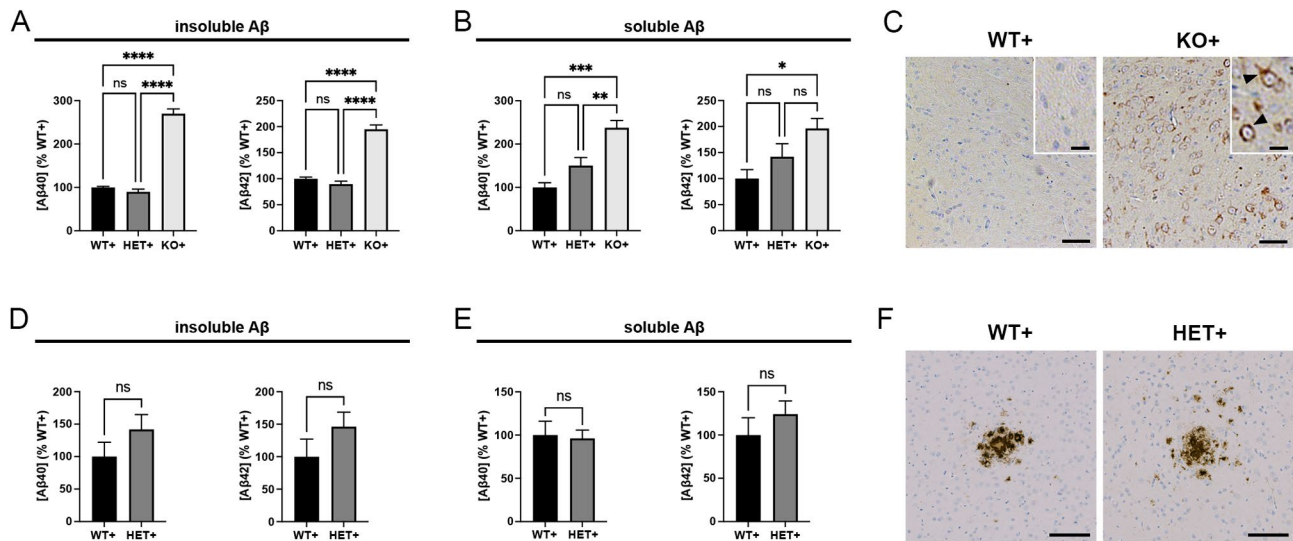 A
insoluble Aβ
[Aβ40] (% WT+)
300
200
100
0
****
ns
****
WT+ HET+ KO+
[Aβ42] (% WT+)
250
200
150
100
50
0
****
ns
****
WT+ HET+ KO+
B
soluble Aβ
[Aβ40] (% WT+)
300
250
200
150
100
50
0
***
ns
**
WT+ HET+ KO+
[Aβ42] (% WT+)
250
200
150
100
50
0
*
ns
ns
WT+ HET+ KO+
C
WT+
KO+
D
insoluble Aβ
[Aβ40] (% WT+)
200
150
100
50
0
ns
WT+ HET+
[Aβ42] (% WT+)
200
150
100
50
0
ns
WT+ HET+
E
soluble Aβ
[Aβ40] (% WT+)
150
100
50
0
ns
WT+ HET+
[Aβ42] (% WT+)
150
100
50
0
ns
WT+ HET+
F
WT+
HET+